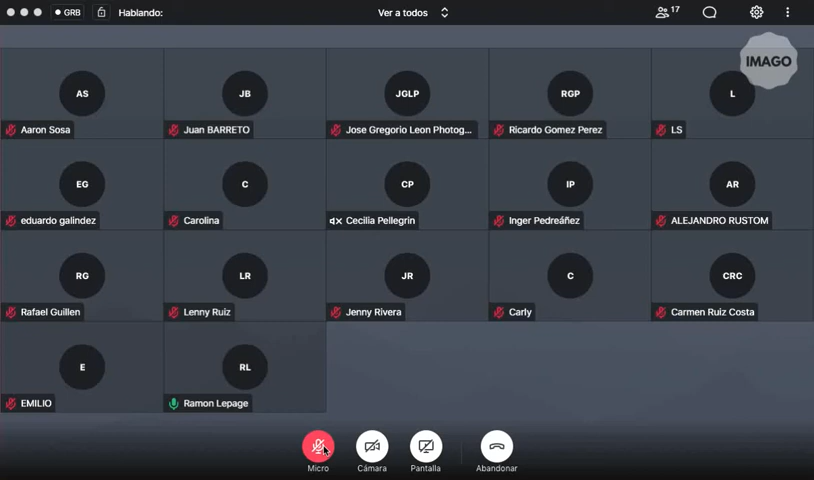 GRB
Hablando:
Ver a todos
17
IMAGO
AS
JB
JGLP
RGP
L
Aaron Sosa
Juan BARRETO
Jose Gregorio Leon Photog...
Ricardo Gomez Perez
LS
EG
C
CP
IP
AR
eduardo galindez
Carolina
Cecilia Pellegrin
Inger Pedreáñez
ALEJANDRO RUSTOM
RG
LR
JR
C
CRC
Rafael Guillen
Lenny Ruiz
Jenny Rivera
Carly
Carmen Ruiz Costa
E
RL
EMILIO
Ramon Lepage
Micro
Cámara
Pantalla
Abandonar